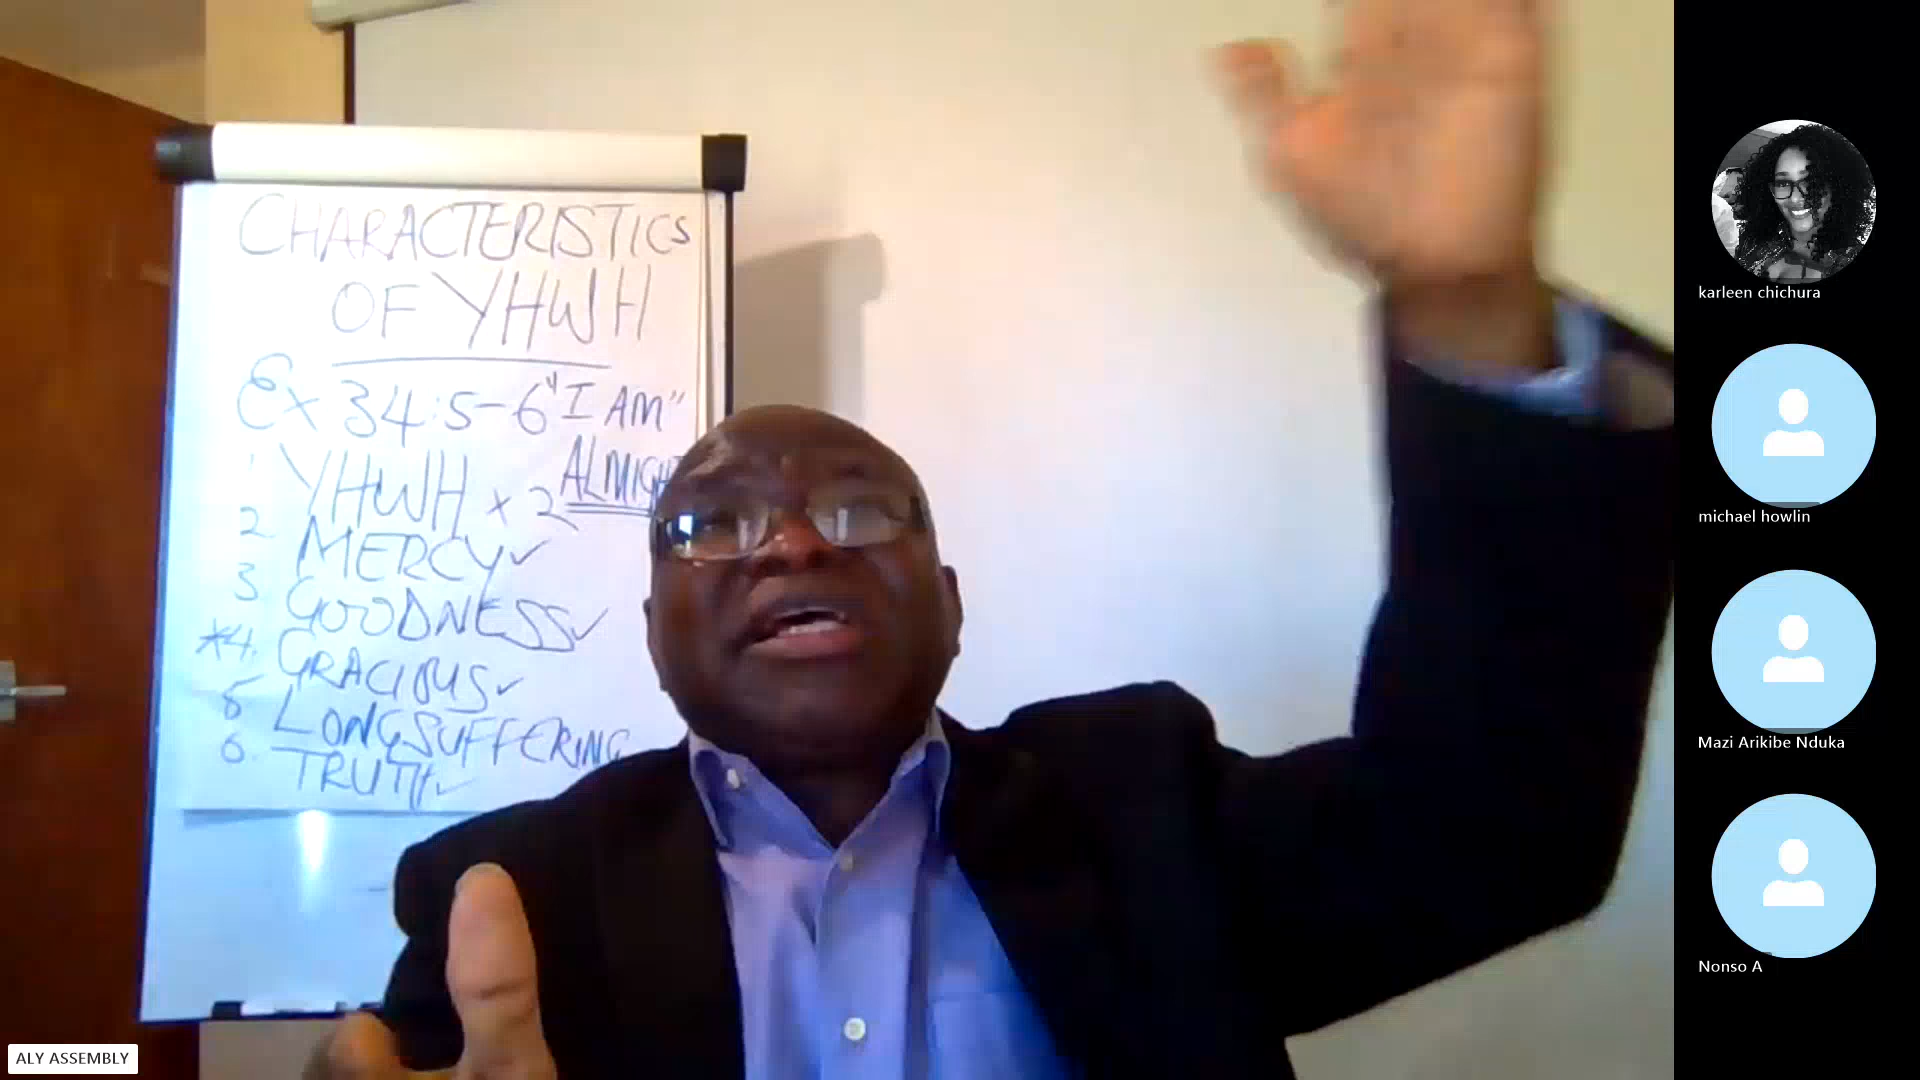 CHARACTERISTICS
OF YHWH
Ex 34:5-6 "I AM"
1 YHWH x 2
2 MERCY ✓
3 GOODNESS ✓
*4. GRACIOUS ✓
5 LONGSUFFERING
6. TRUTH ✓
ALY ASSEMBLY
karleen chichura
michael howlin
Mazi Arikibe Nduka
Nonso A